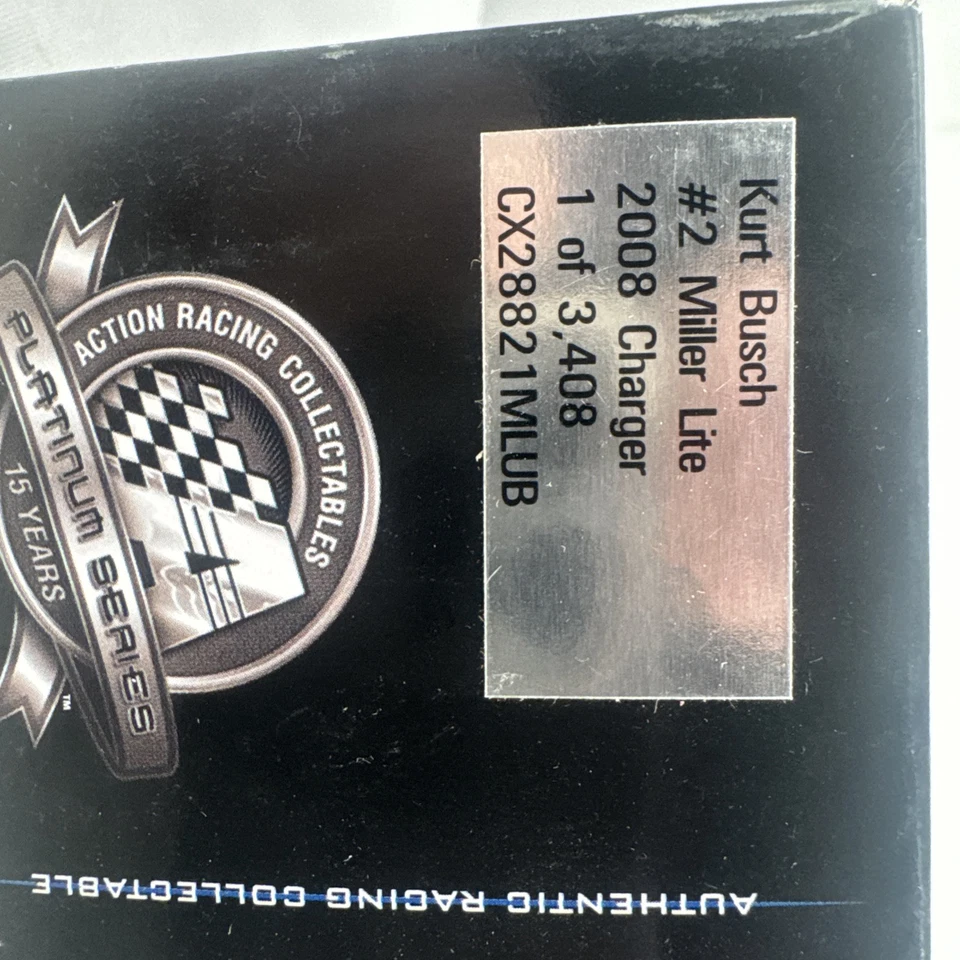 Kurt Busch
#2 Miller Lite
2008 Charger
1 of 3,408
CX28821MLUB
ACTION RACING COLLECTABLES
PLATINUM SERIES
15 YEARS
TM
AUTHENTIC RACING COLLECTABLE